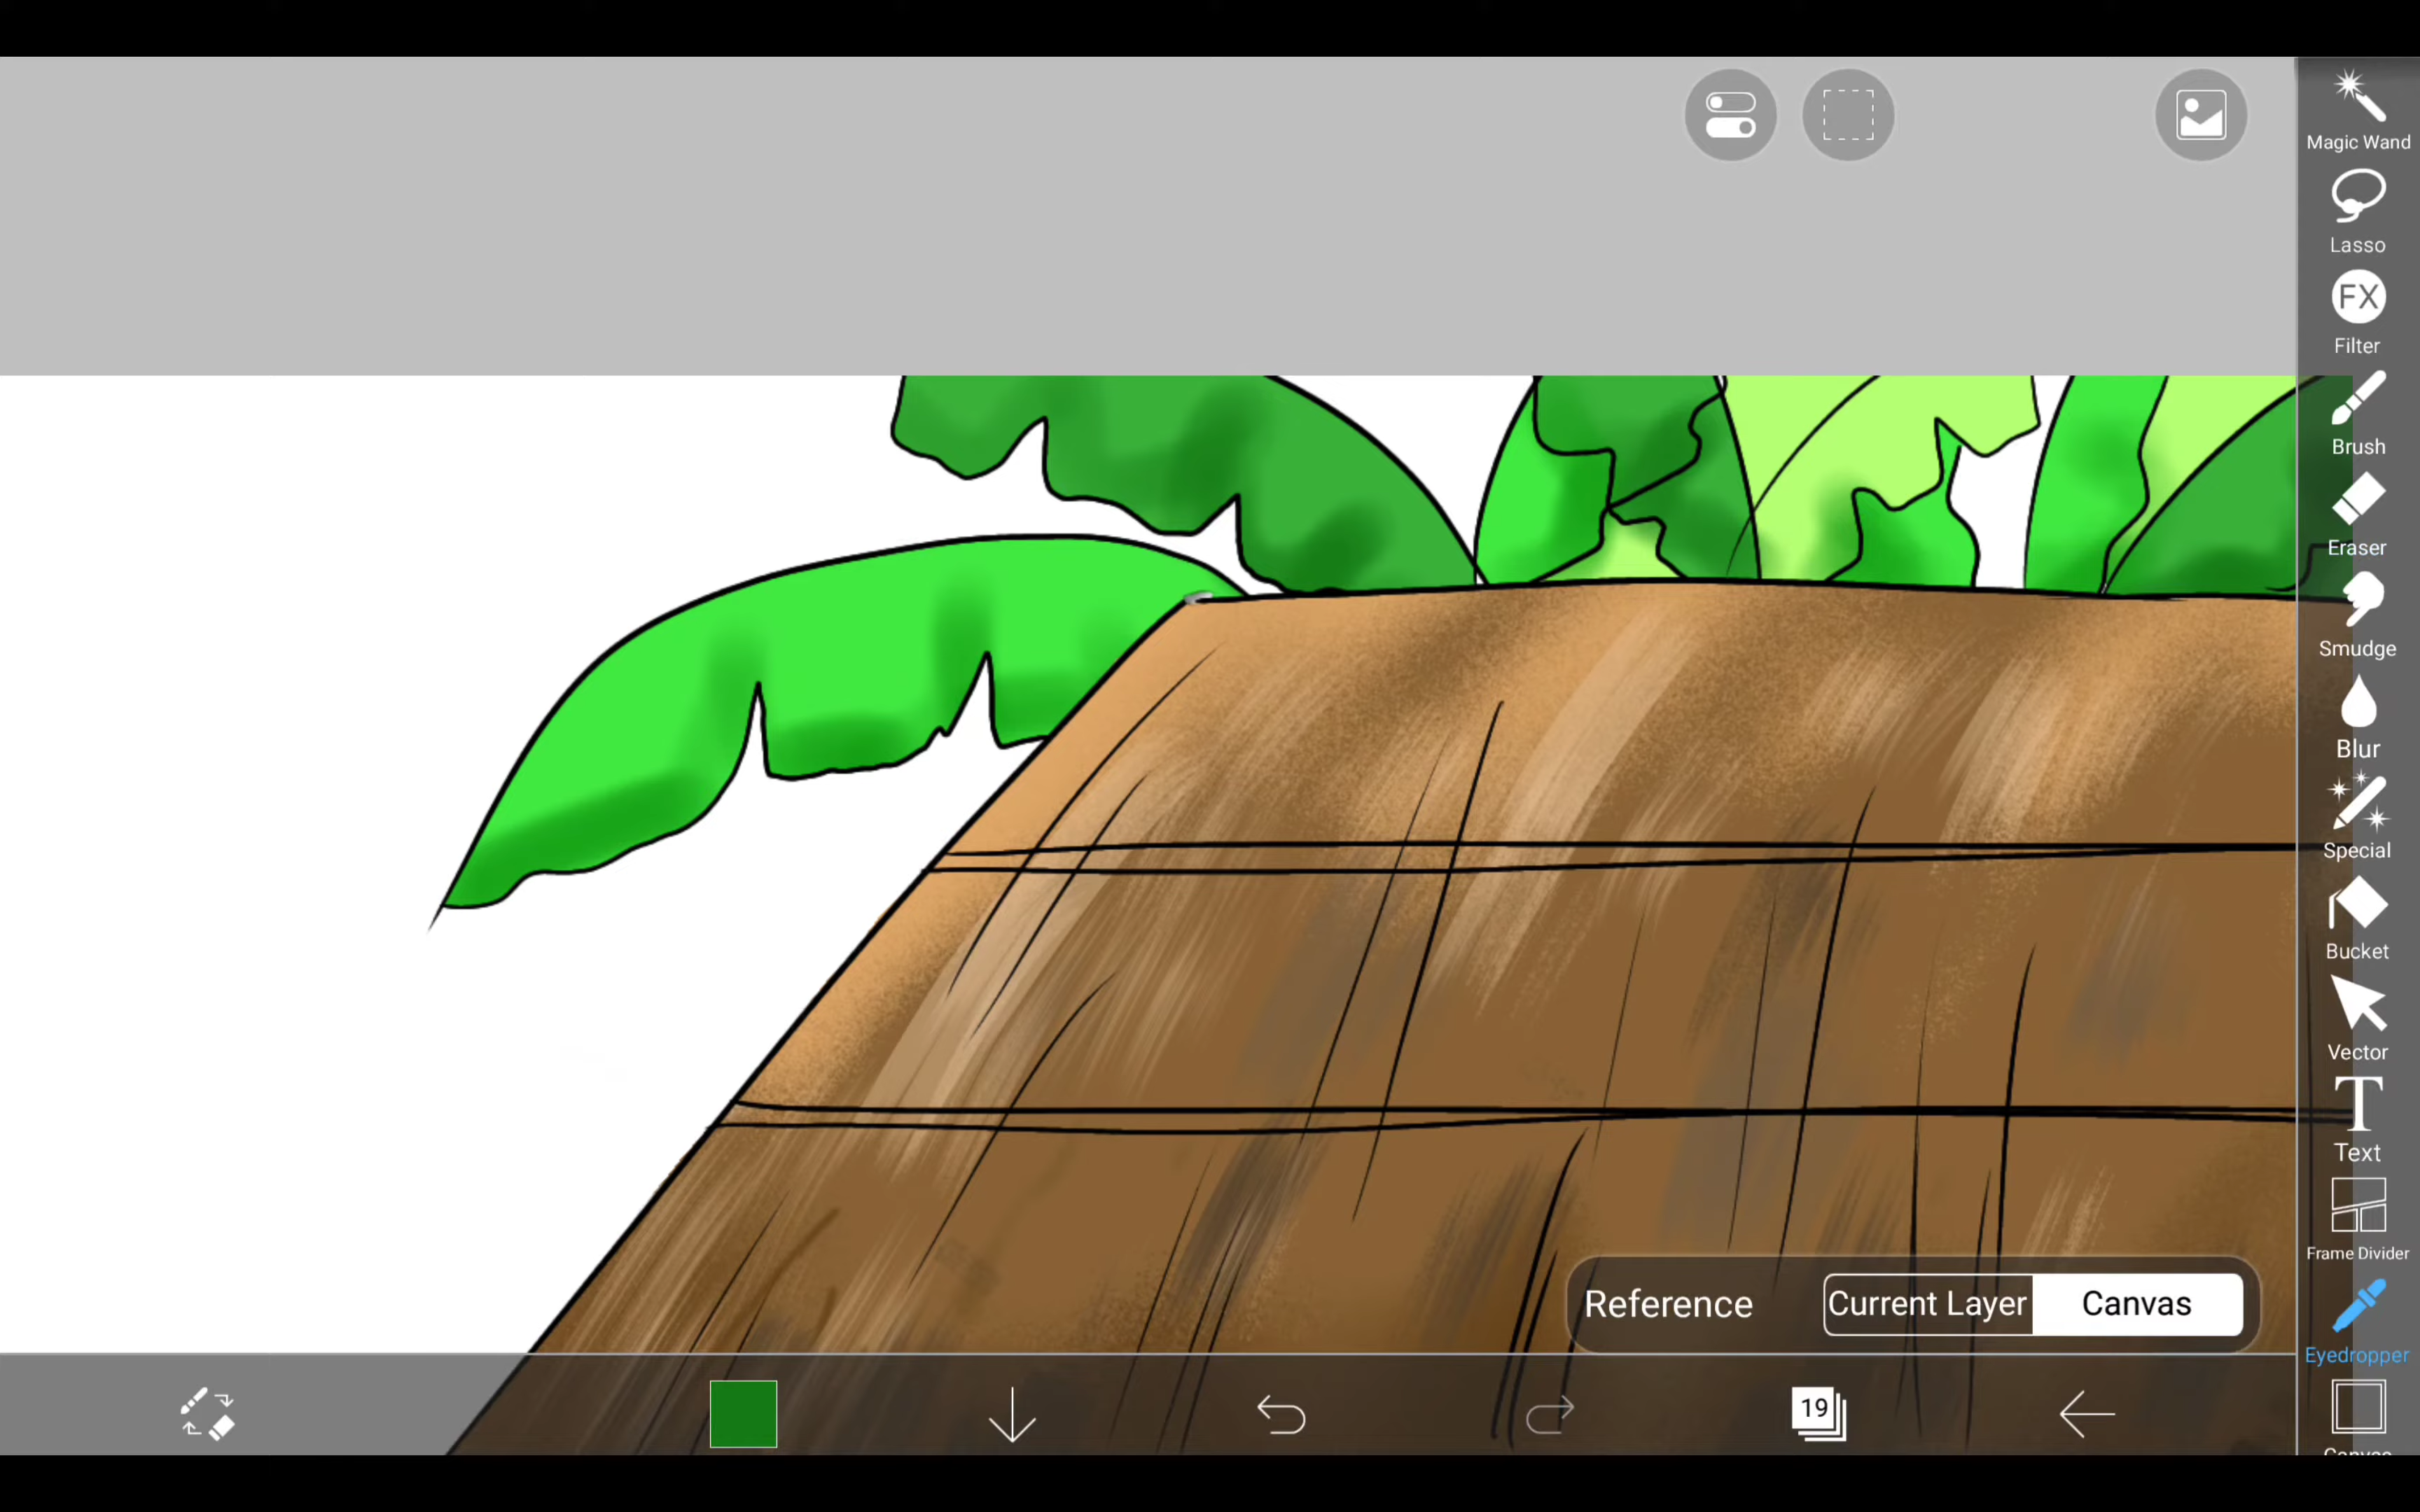 Magic Wand
Lasso
FX
Filter
Brush
Eraser
Smudge
Blur
Special
Bucket
Vector
T
Text
Frame Divider
Reference Current Layer Canvas
Eyedropper
19
Canvas